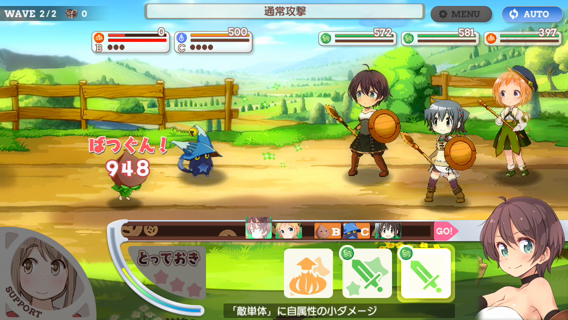 WAVE 2/2 0
通常攻撃
MENU
AUTO
B 0
C 500
572
581
397
ばつぐん!
948
B C GO!
とっておき
SUPPORT
「敵単体」に自属性の小ダメージ